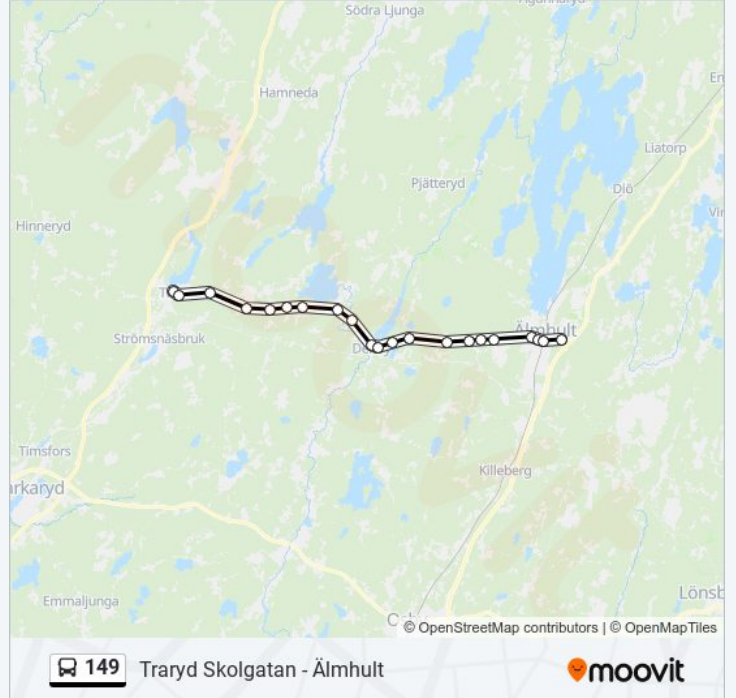 Södra Ljunga
Hamneda
Liatorp
Pjätteryd
Diö
Hinneryd
Älmhult
Strömsnäsbruk
Timsfors
Killeberg
arkaryd
Emmaljunga
Lönsb
© OpenStreetMap contributors | © OpenMapTiles
149 Traryd Skolgatan - Älmhult
moovit